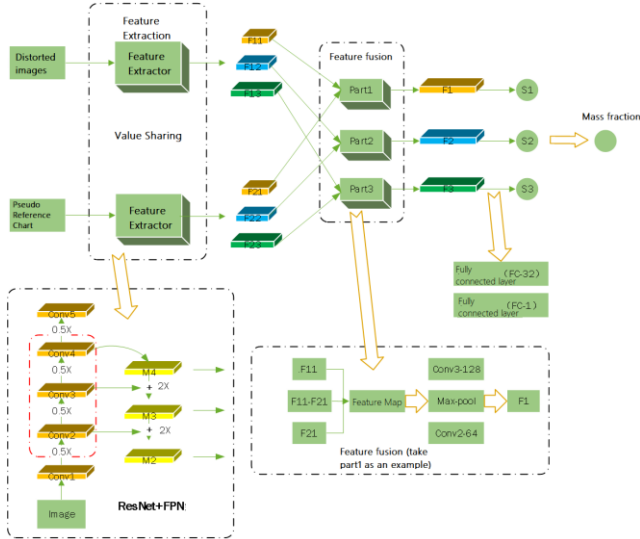 Feature
Extraction
Distorted
images
Feature
Extractor
Value Sharing
Pseudo
Reference
Chart
Feature
Extractor
F11
F12
F13
F21
F22
F23
Feature fusion
Part1
Part2
Part3
F1
F2
F3
S1
S2
S3
Mass fraction
Fully
connected layer
(FC-32)
Fully
connected layer
(FC-1)
Conv5
0.5X
Conv4
0.5X
Conv3
0.5X
Conv2
0.5X
Conv1
Image
M4
+ 2X
M3
+ 2X
M2
ResNet+FPN
F11
F11-F21
F21
Feature Map
Conv3-128
Max-pool
Conv2-64
F1
Feature fusion (take
part1 as an example)